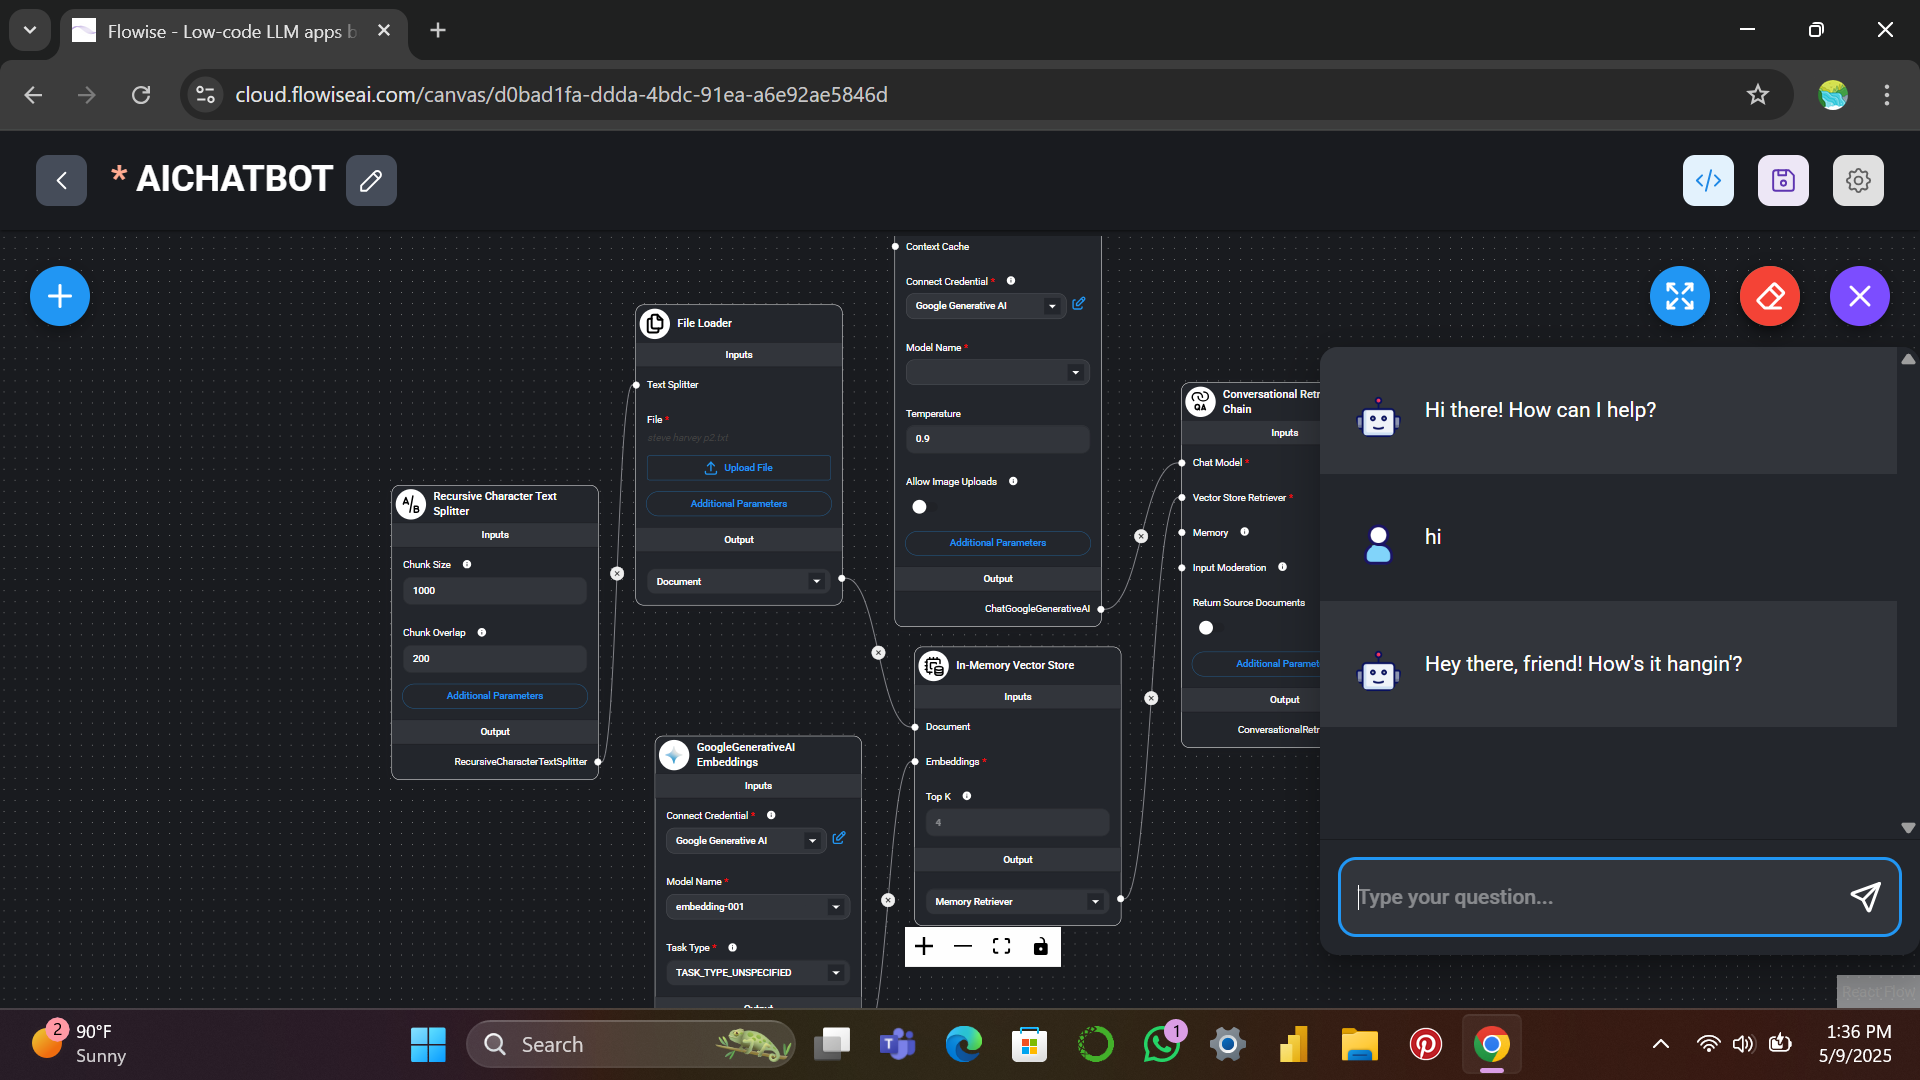 Flowise - Low-code LLM apps b
cloud.flowiseai.com/canvas/d0bad1fa-ddda-4bdc-91ea-a6e92ae5846d
* AICHATBOT
Recursive Character Text
Splitter
Inputs
Chunk Size
1000
Chunk Overlap
200
Additional Parameters
Output
RecursiveCharacterTextSplitter
File Loader
Inputs
Text Splitter
File *
steve harvey p2.txt
Upload File
Additional Parameters
Output
Document
GoogleGenerativeAI
Embeddings
Inputs
Connect Credential *
Google Generative AI
Model Name *
embedding-001
Task Type *
TASK_TYPE_UNSPECIFIED
Output
Context Cache
Connect Credential *
Google Generative AI
Model Name *
Temperature
0.9
Allow Image Uploads
Additional Parameters
Output
ChatGoogleGenerativeAI
In-Memory Vector Store
Inputs
Document
Embeddings *
Top K
4
Output
Memory Retriever
Conversational Retr
Chain
Inputs
Chat Model *
Vector Store Retriever *
Memory
Input Moderation
Return Source Documents
Additional Paramet
Output
ConversationalRetr
Hi there! How can I help?
hi
Hey there, friend! How's it hangin'?
Type your question...
React Flow
2
90°F
Sunny
Search
1
1:36 PM
5/9/2025